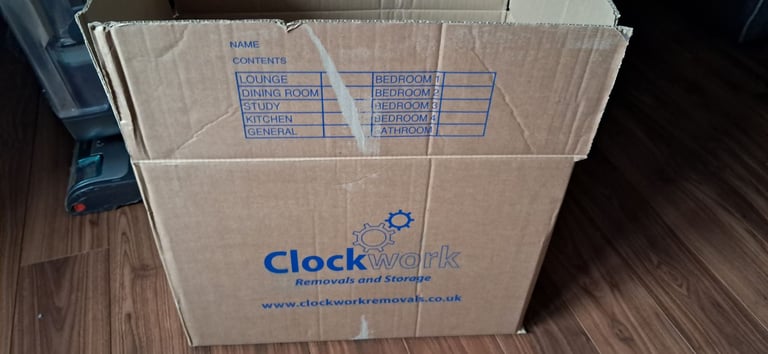 NAME
CONTENTS
LOUNGE BEDROOM 1
DINING ROOM BEDROOM 2
STUDY BEDROOM 3
KITCHEN BEDROOM 4
GENERAL BATHROOM
Clockwork
Removals and Storage
www.clockworkremovals.co.uk